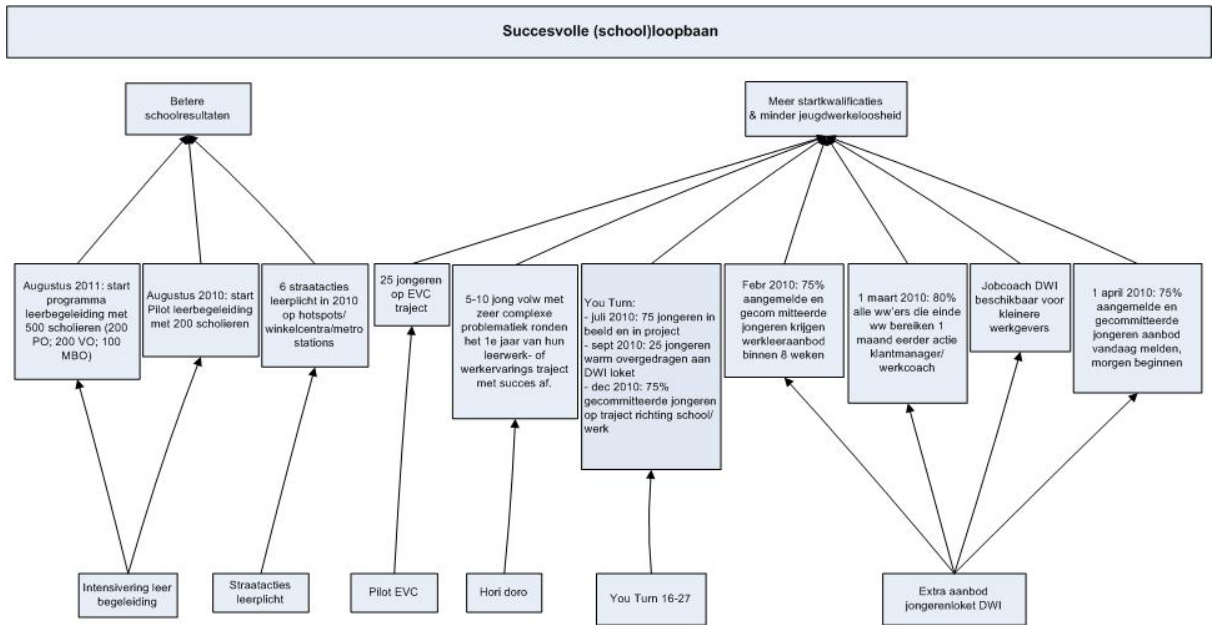 Succesvolle (school)loopbaan
Betere
schoolresultaten
Meer startkwalificaties
& minder jeugdwerkeloosheid
Augustus 2011: start
programma
leerbegeleiding met
500 scholieren (200
PO; 200 VO; 100
MBO)
Augustus 2010: start
Pilot leerbegeleiding
met 200 scholieren
6 straatacties
leerplicht in 2010
op hotspots/
winkelcentra/metro
stations
25 jongeren
op EVC
traject
5-10 jong volw met
zeer complexe
problematiek ronden
het 1e jaar van hun
leerwerk- of
werkervarings traject
met succes af.
You Turn:
- juli 2010: 75 jongeren in
beeld en in project
- sept 2010: 25 jongeren
warm overgedragen aan
DWI loket
- dec 2010: 75%
gecommitteerde jongeren
op traject richting school/
werk
Febr 2010: 75%
aangemelde en
gecom mitteerde
jongeren krijgen
werkleeraanbod
binnen 8 weken
1 maart 2010: 80%
alle ww'ers die einde
ww bereiken 1
maand eerder actie
klantmanager/
werkcoach
Jobcoach DWI
beschikbaar voor
kleinere
werkgevers
1 april 2010: 75%
aangemelde en
gecommitteerde
jongeren aanbod
vandaag melden,
morgen beginnen
Intensivering leer
begeleiding
Straatacties
leerplicht
Pilot EVC
Hori doro
You Turn 16-27
Extra aanbod
jongerenloket DWI